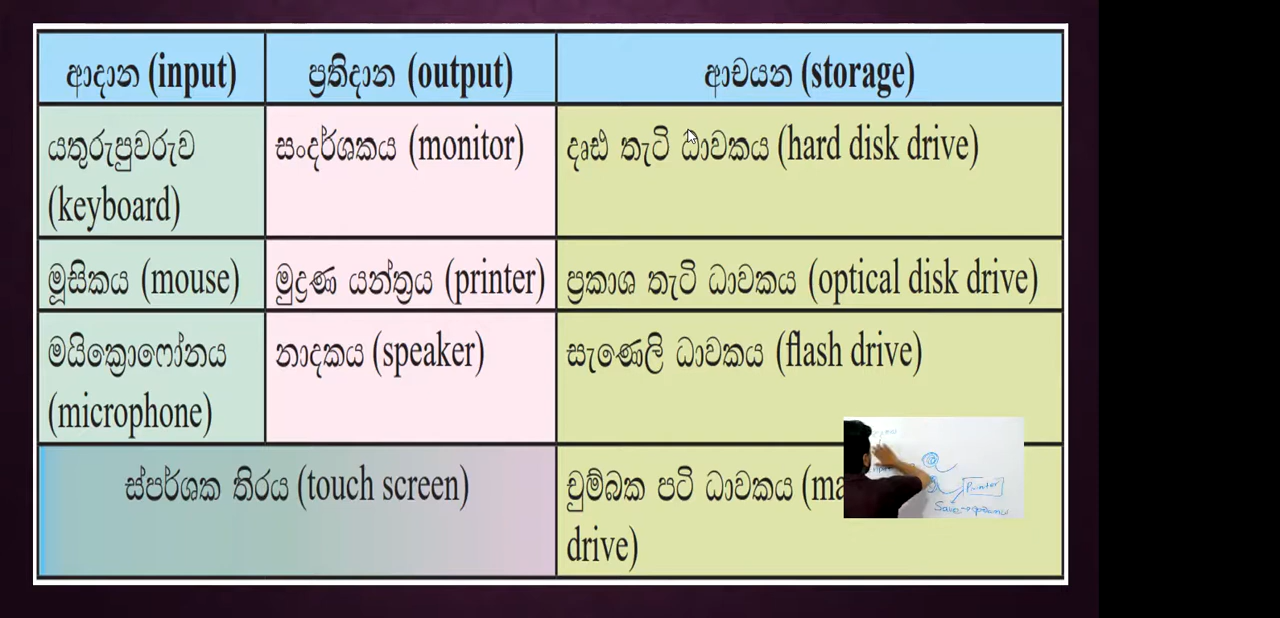 ආදාන (input)
ප්‍රතිදාන (output)
ආචයන (storage)
යතුරුපුවරුව
(keyboard)
සංදර්ශකය (monitor)
දෘඪ තැටි ධාවකය (hard disk drive)
මූසිකය (mouse)
මුද්‍රණ යන්ත්‍රය (printer)
ප්‍රකාශ තැටි ධාවකය (optical disk drive)
මයික්‍රොෆෝනය
(microphone)
නාදකය (speaker)
සැණෙලි ධාවකය (flash drive)
ස්පර්ශක තිරය (touch screen)
චුම්බක පටි ධාවකය (ma
drive)
Printer
Save